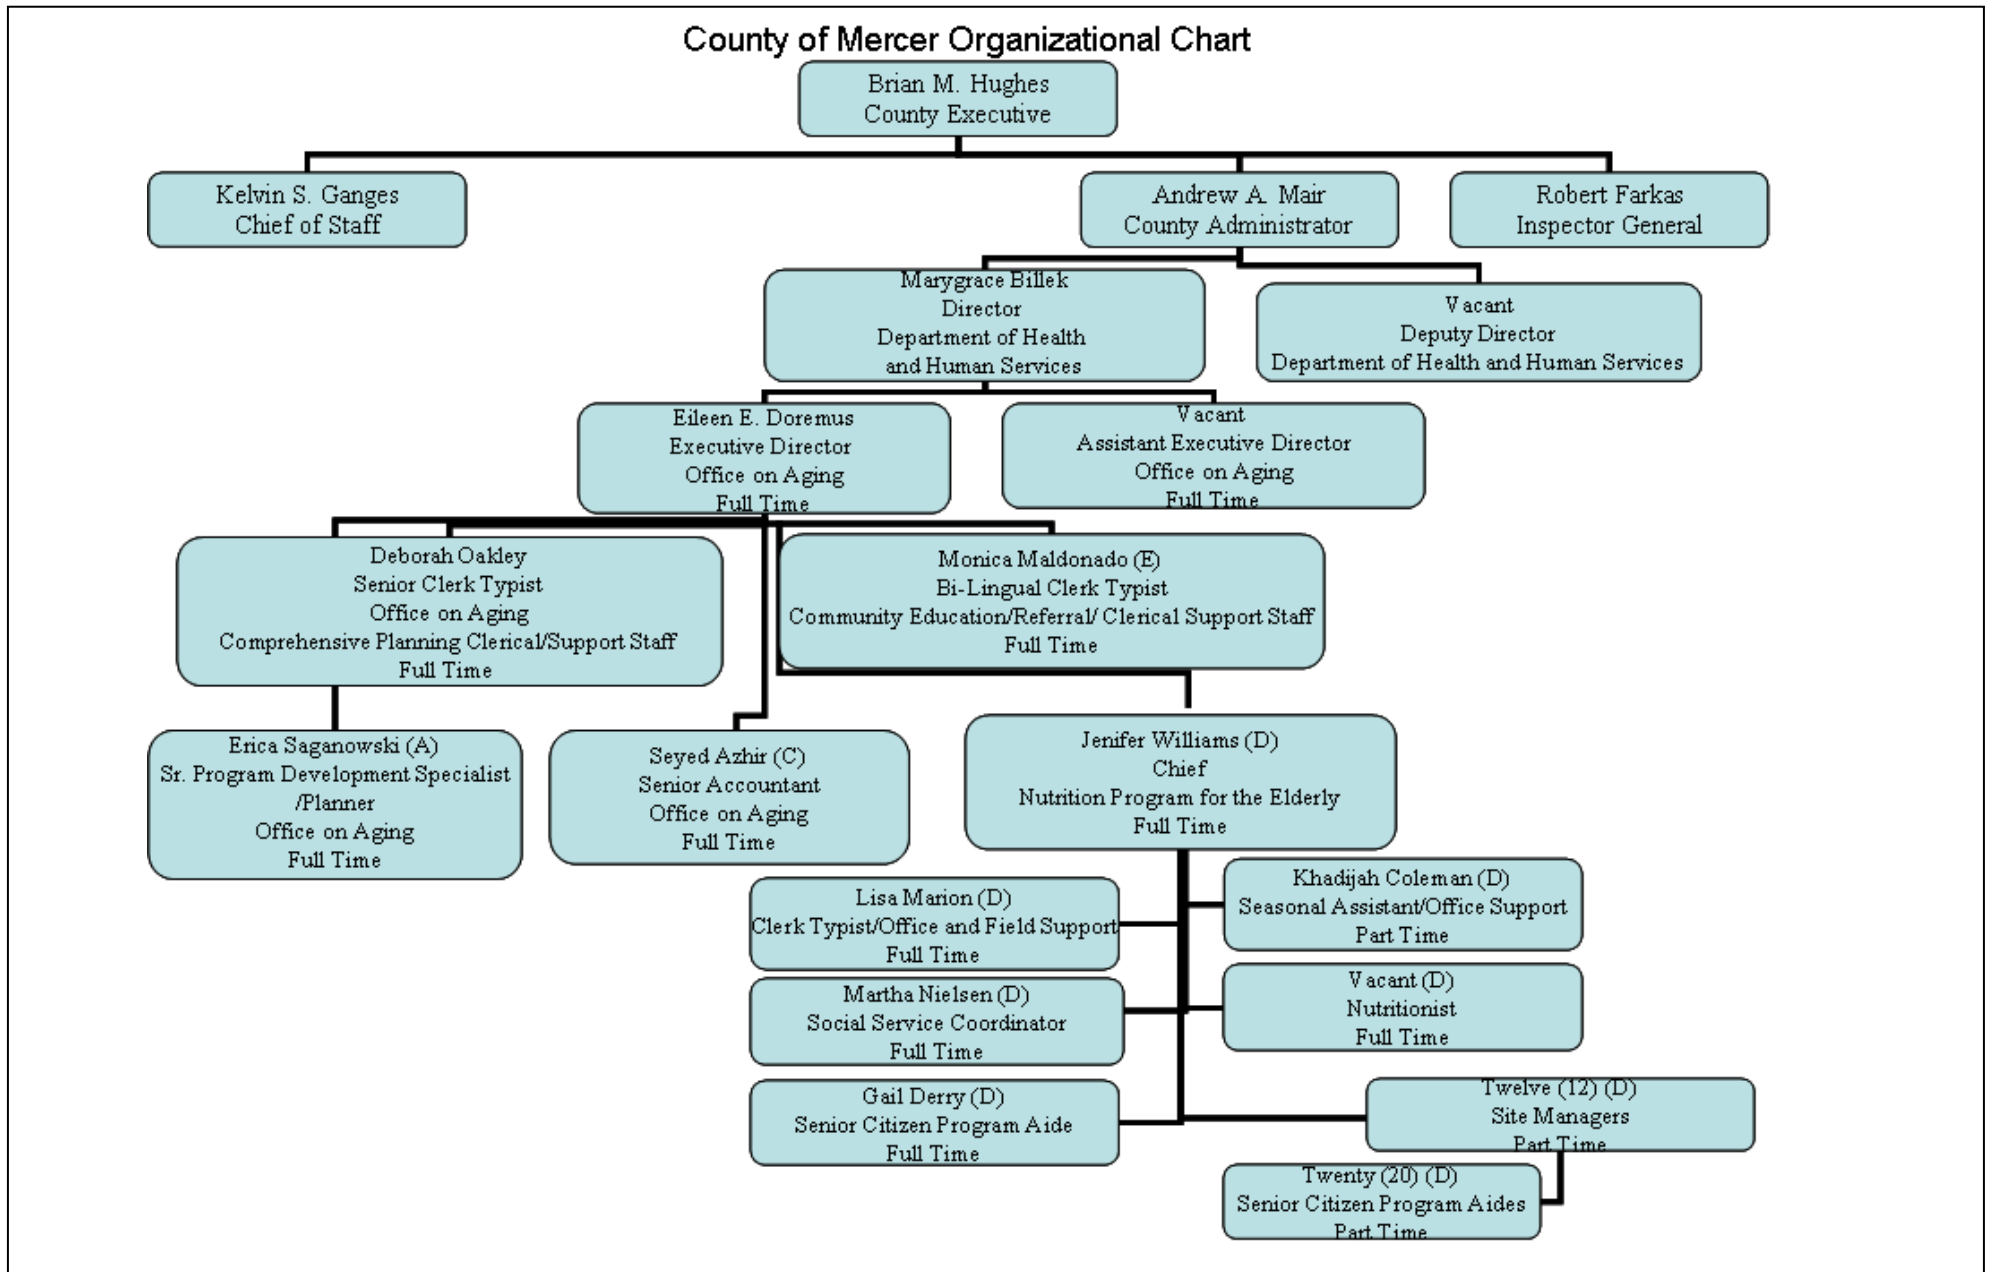 County of Mercer Organizational Chart
Brian M. Hughes
County Executive
Kelvin S. Ganges
Chief of Staff
Andrew A. Mair
County Administrator
Robert Farkas
Inspector General
Marygrace Billek
Director
Department of Health
and Human Services
Vacant
Deputy Director
Department of Health and Human Services
Eileen E. Doremus
Executive Director
Office on Aging
Full Time
Vacant
Assistant Executive Director
Office on Aging
Full Time
Deborah Oakley
Senior Clerk Typist
Office on Aging
Comprehensive Planning Clerical/Support Staff
Full Time
Monica Maldonado (E)
Bi-Lingual Clerk Typist
Community Education/Referral/ Clerical Support Staff
Full Time
Erica Saganowski (A)
Sr. Program Development Specialist
/Planner
Office on Aging
Full Time
Seyed Azhir (C)
Senior Accountant
Office on Aging
Full Time
Jenifer Williams (D)
Chief
Nutrition Program for the Elderly
Full Time
Lisa Marion (D)
Clerk Typist/Office and Field Support
Full Time
Khadijah Coleman (D)
Seasonal Assistant/Office Support
Part Time
Martha Nielsen (D)
Social Service Coordinator
Full Time
Vacant (D)
Nutritionist
Full Time
Gail Derry (D)
Senior Citizen Program Aide
Full Time
Twelve (12) (D)
Site Managers
Part Time
Twenty (20) (D)
Senior Citizen Program Aides
Part Time